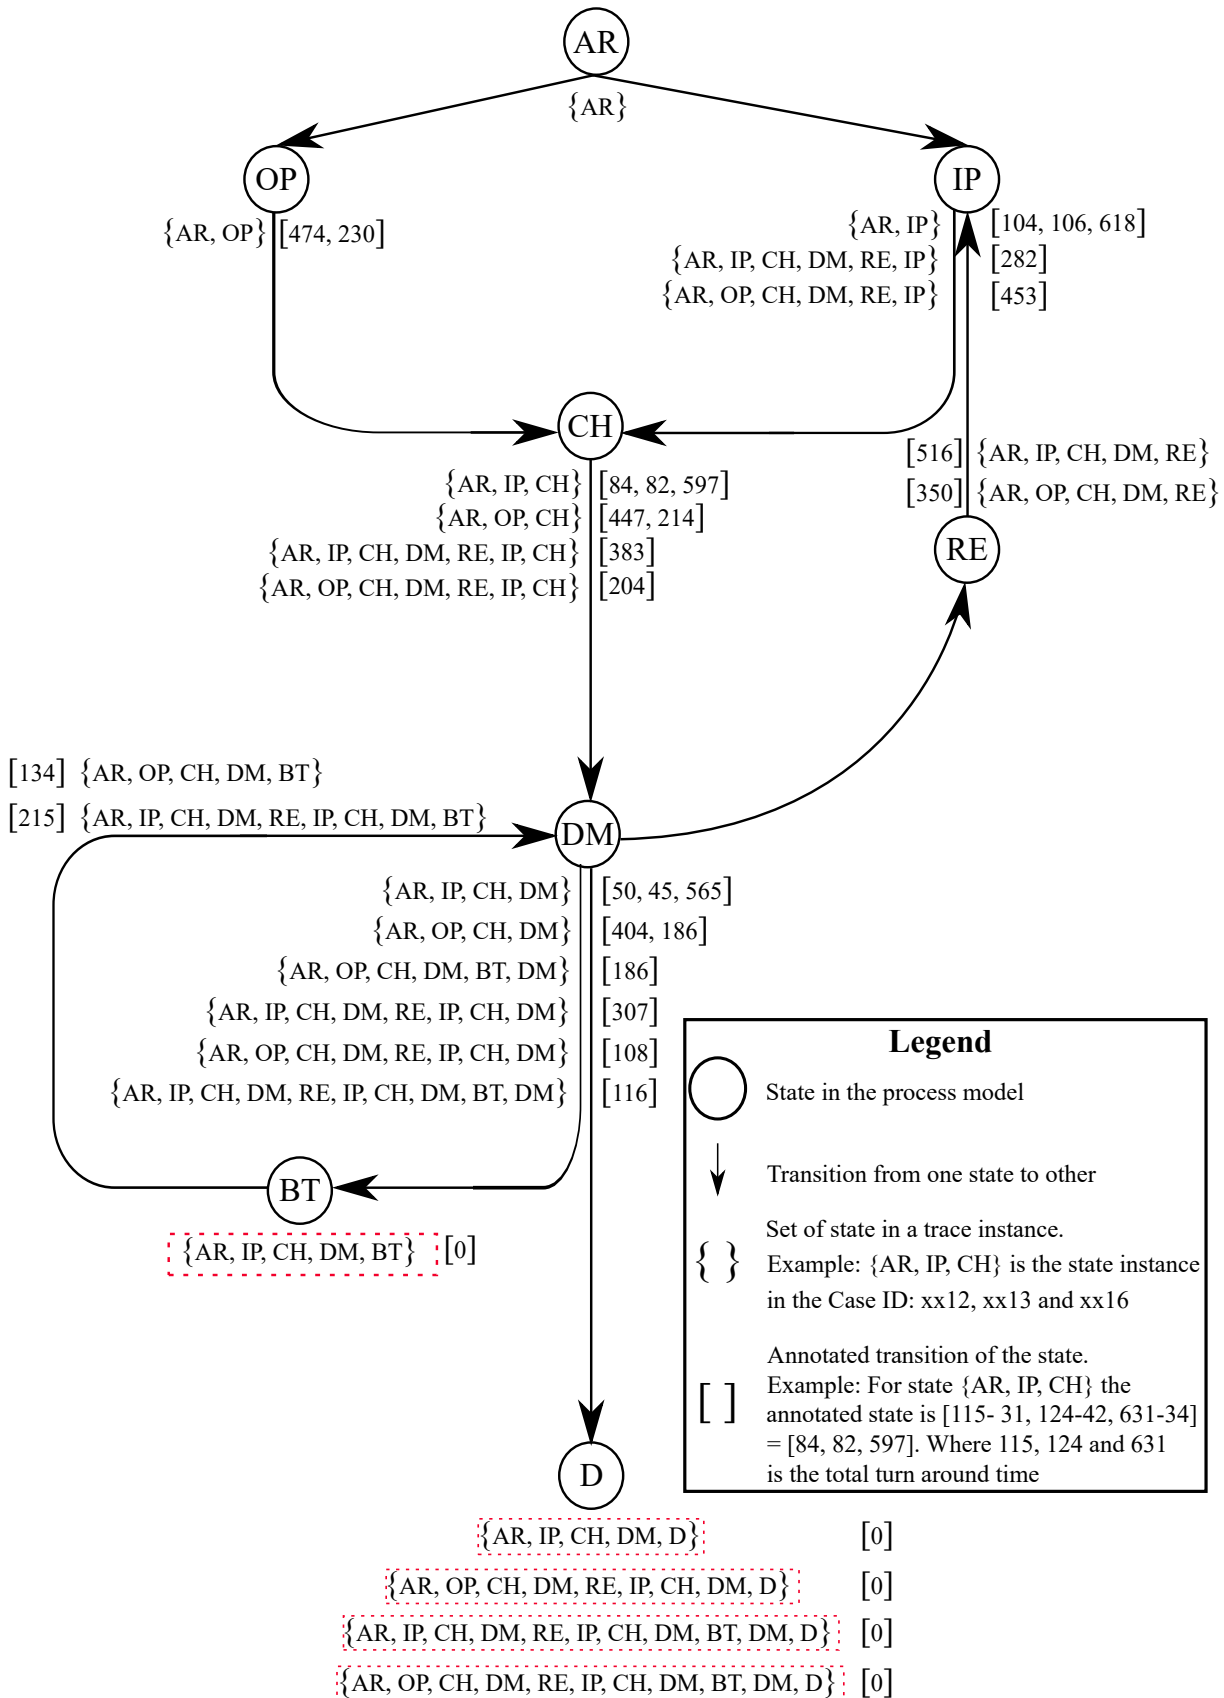 AR
{AR}
OP
IP
{AR, OP} [474, 230]
{AR, IP} [104, 106, 618]
{AR, IP, CH, DM, RE, IP} [282]
{AR, OP, CH, DM, RE, IP} [453]
CH
[516] {AR, IP, CH, DM, RE}
[350] {AR, OP, CH, DM, RE}
RE
{AR, IP, CH} [84, 82, 597]
{AR, OP, CH} [447, 214]
{AR, IP, CH, DM, RE, IP, CH} [383]
{AR, OP, CH, DM, RE, IP, CH} [204]
[134] {AR, OP, CH, DM, BT}
[215] {AR, IP, CH, DM, RE, IP, CH, DM, BT}
DM
{AR, IP, CH, DM} [50, 45, 565]
{AR, OP, CH, DM} [404, 186]
{AR, OP, CH, DM, BT, DM} [186]
{AR, IP, CH, DM, RE, IP, CH, DM} [307]
{AR, OP, CH, DM, RE, IP, CH, DM} [108]
{AR, IP, CH, DM, RE, IP, CH, DM, BT, DM} [116]
BT
{AR, IP, CH, DM, BT} [0]
Legend
State in the process model
Transition from one state to other
Set of state in a trace instance.
{ } Example: {AR, IP, CH} is the state instance
in the Case ID: xx12, xx13 and xx16
Annotated transition of the state.
[ ] Example: For state {AR, IP, CH} the
annotated state is [115- 31, 124-42, 631-34]
= [84, 82, 597]. Where 115, 124 and 631
is the total turn around time
D
{AR, IP, CH, DM, D} [0]
{AR, OP, CH, DM, RE, IP, CH, DM, D} [0]
{AR, IP, CH, DM, RE, IP, CH, DM, BT, DM, D} [0]
{AR, OP, CH, DM, RE, IP, CH, DM, BT, DM, D} [0]